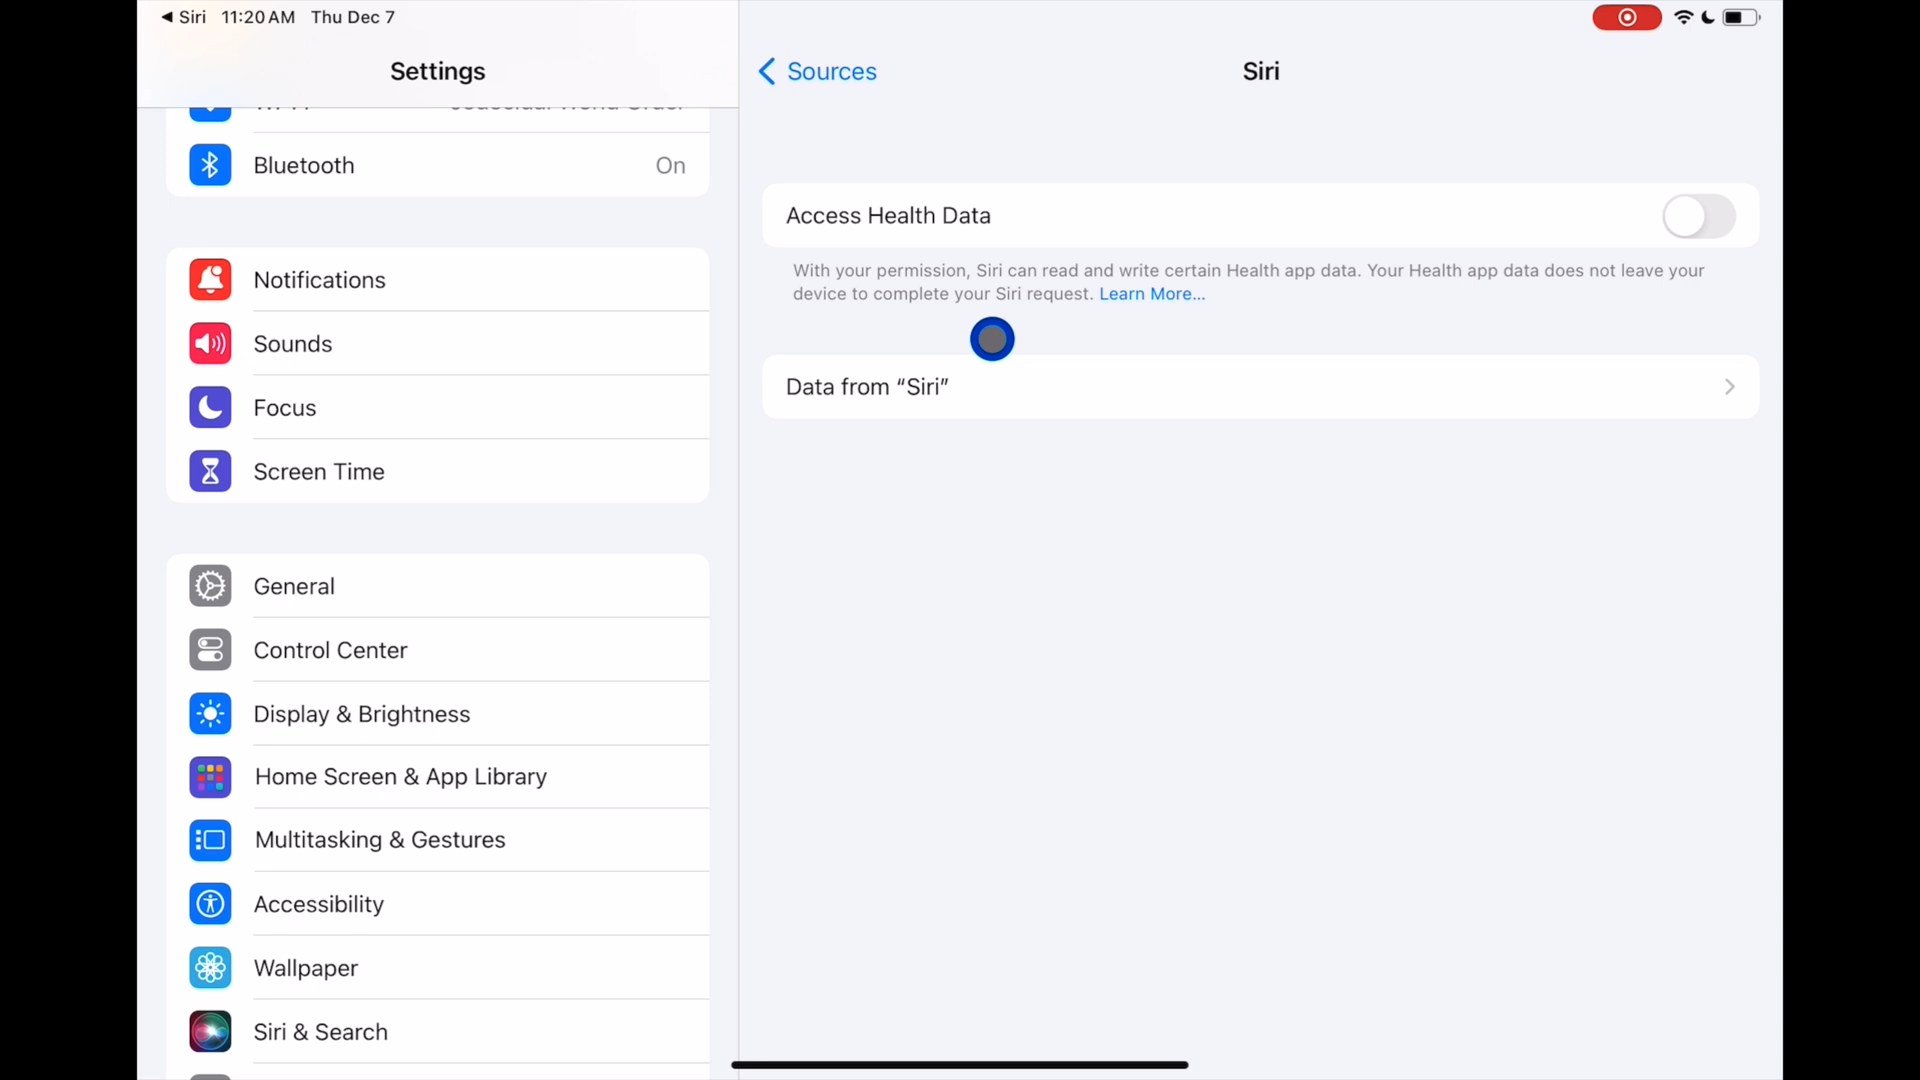 ◀ Siri 11:20 AM Thu Dec 7
Settings
Bluetooth On
Notifications
Sounds
Focus
Screen Time
General
Control Center
Display & Brightness
Home Screen & App Library
Multitasking & Gestures
Accessibility
Wallpaper
Siri & Search
Sources
Siri
Access Health Data
With your permission, Siri can read and write certain Health app data. Your Health app data does not leave your
device to complete your Siri request. Learn More...
Data from “Siri”